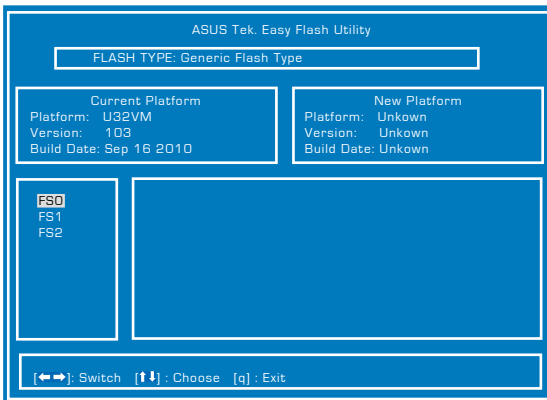 ASUS Tek. Easy Flash Utility
FLASH TYPE: Generic Flash Type
Current Platform
Platform: U32VM
Version: 103
Build Date: Sep 16 2010
New Platform
Platform: Unkown
Version: Unkown
Build Date: Unkown
FS0
FS1
FS2
[←→]: Switch [↑↓] : Choose [q] : Exit